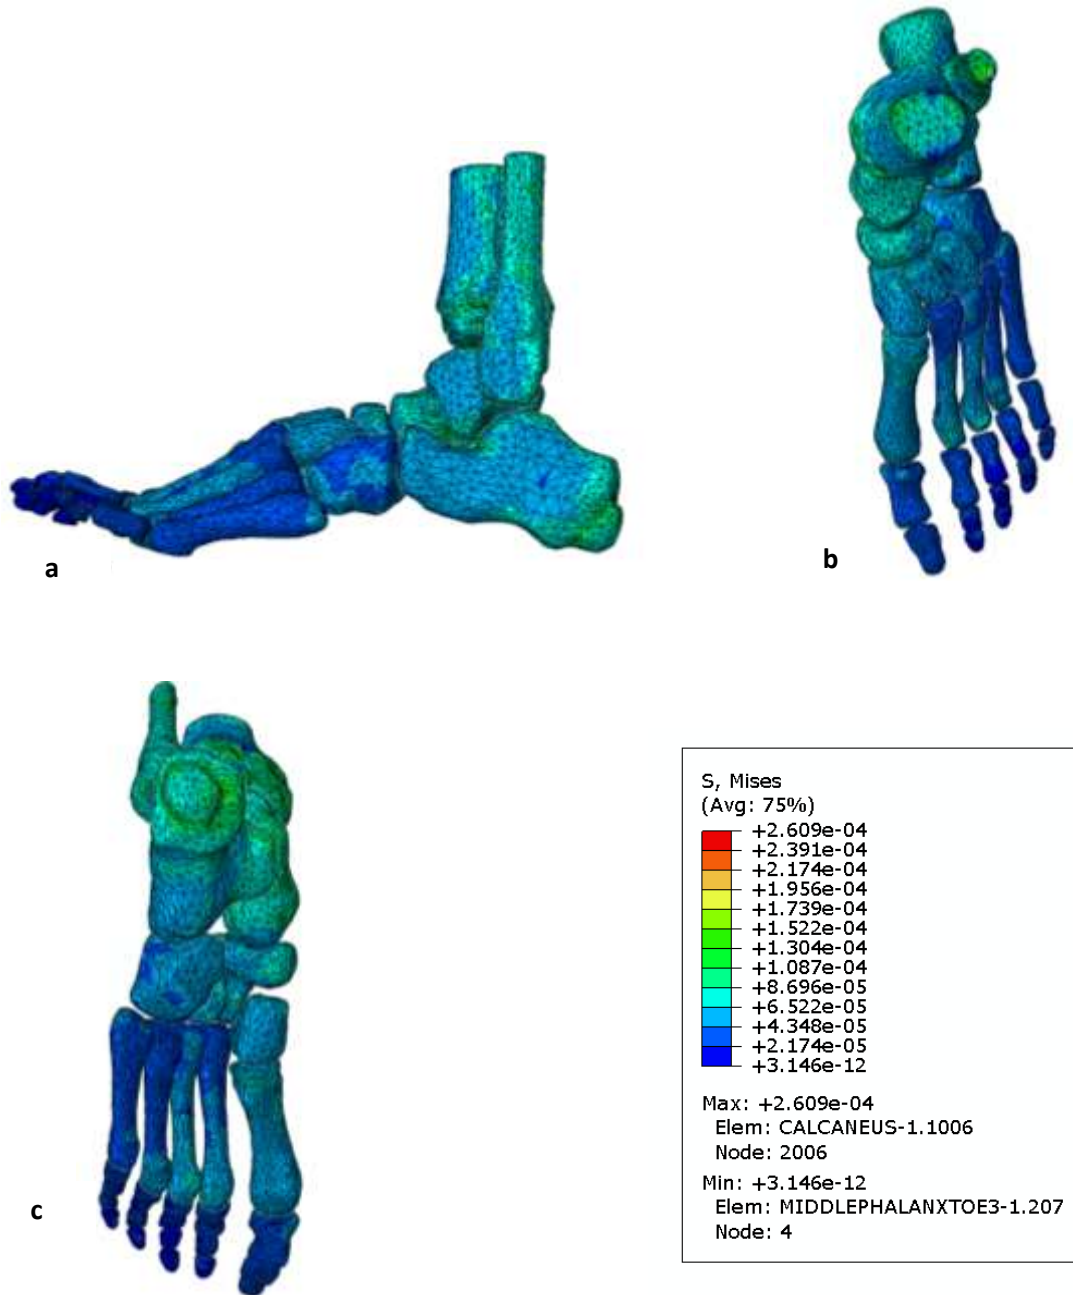 a
b
c
S, Mises
(Avg: 75%)
+2.609e-04
+2.391e-04
+2.174e-04
+1.956e-04
+1.739e-04
+1.522e-04
+1.304e-04
+1.087e-04
+8.696e-05
+6.522e-05
+4.348e-05
+2.174e-05
+3.146e-12
Max: +2.609e-04
Elem: CALCANEUS-1.1006
Node: 2006
Min: +3.146e-12
Elem: MIDDLEPHALANXTOE3-1.207
Node: 4